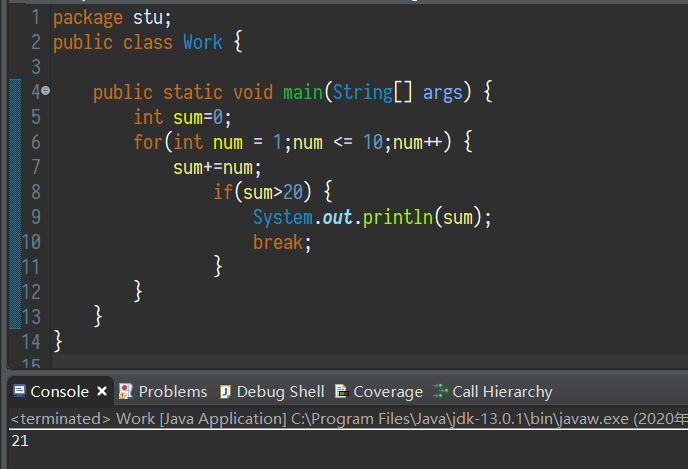 1 package stu;
2 public class Work {
3
4 public static void main(String[] args) {
5 int sum=0;
6 for(int num = 1;num <= 10;num++) {
7 sum+=num;
8 if(sum>20) {
9 System.out.println(sum);
10 break;
11 }
12 }
13 }
14 }
15
Console Problems Debug Shell Coverage Call Hierarchy
<terminated> Work [Java Application] C:\Program Files\Java\jdk-13.0.1\bin\javaw.exe (2020年
21